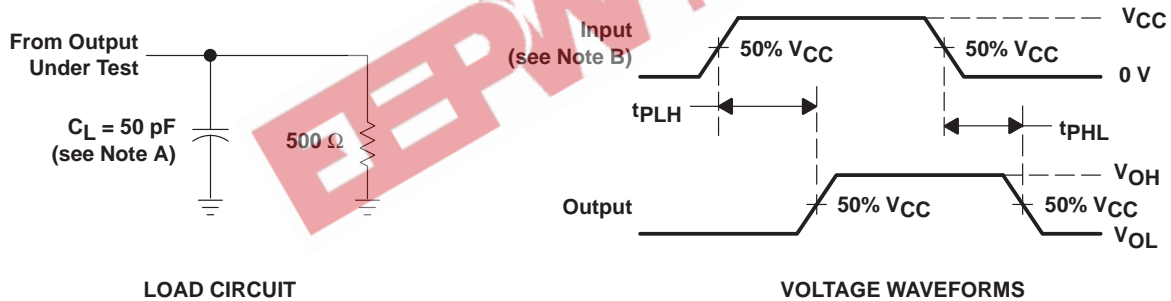 From Output
Under Test
CL = 50 pF
(see Note A)
500 Ω
LOAD CIRCUIT
Input
(see Note B)
50% VCC
50% VCC
VCC
0 V
tPLH
tPHL
Output
50% VCC
50% VCC
VOH
VOL
VOLTAGE WAVEFORMS
EEPW